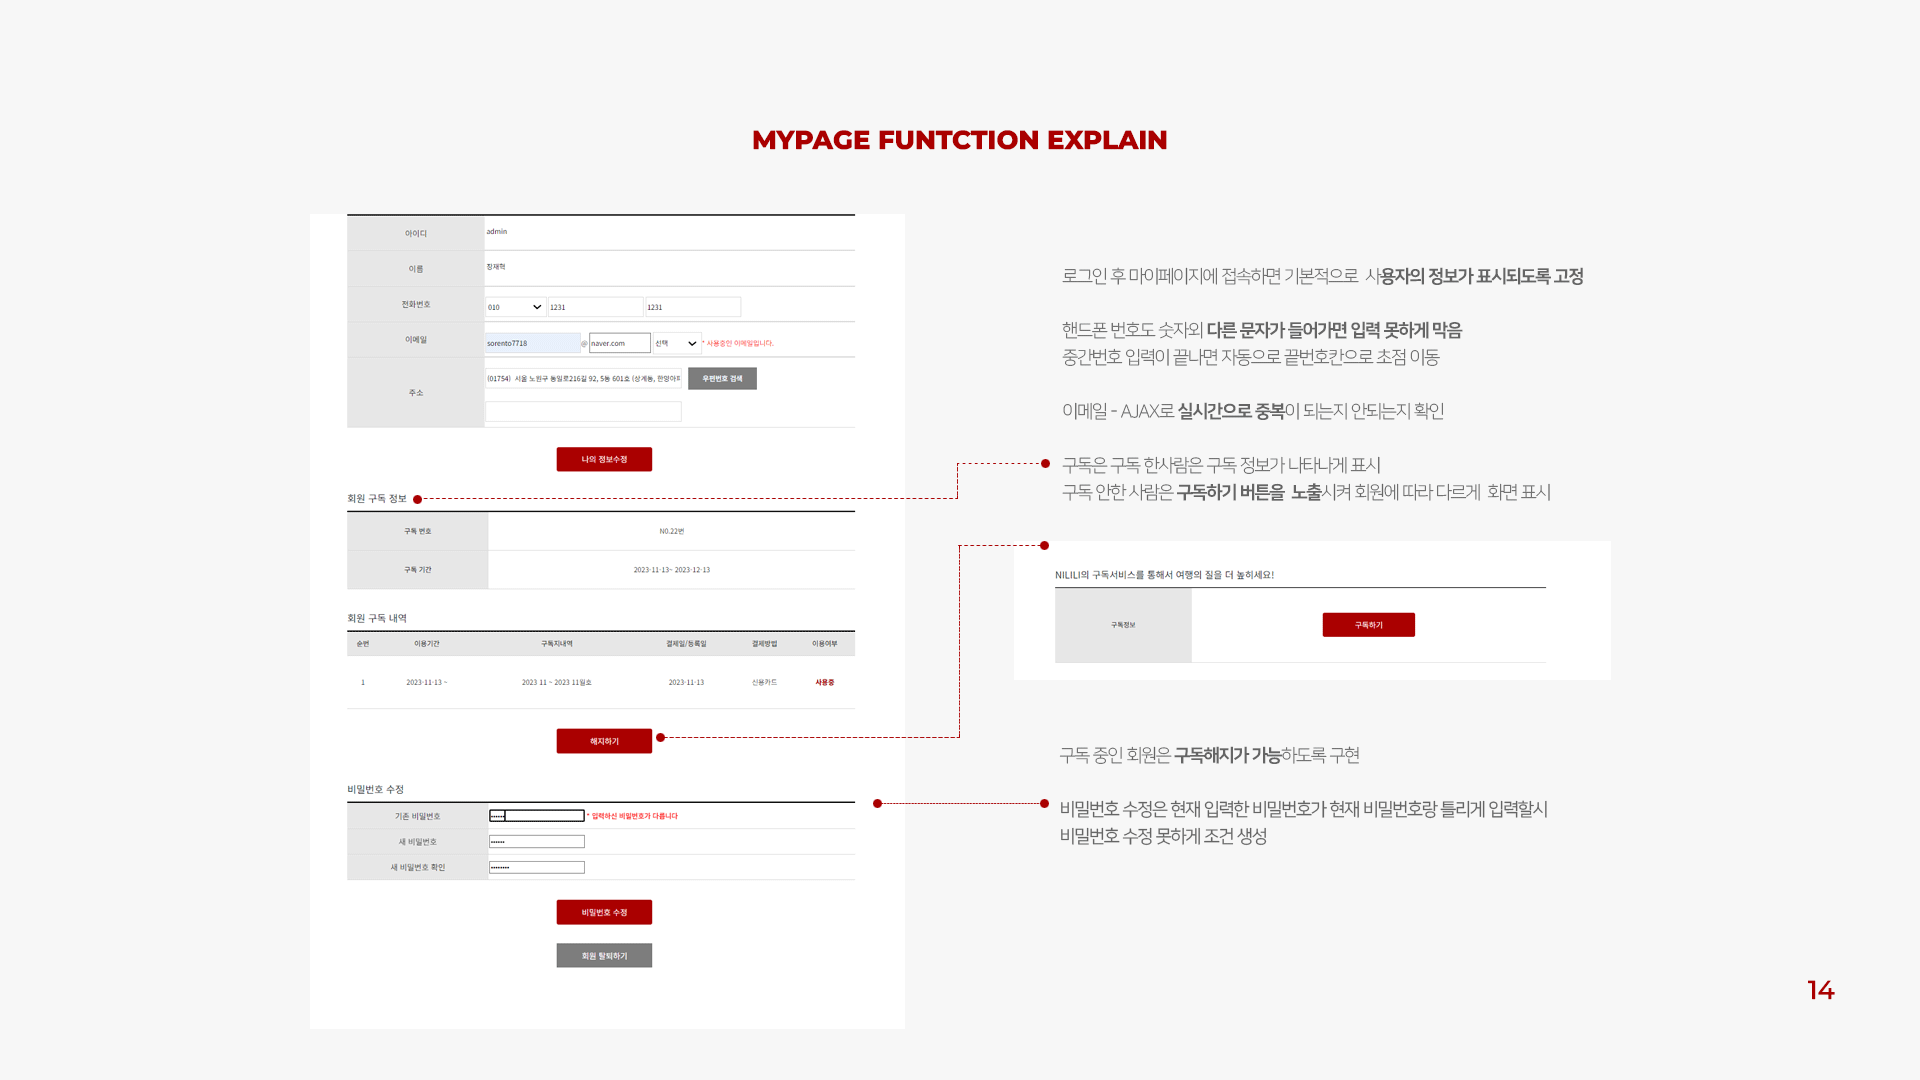 MYPAGE FUNTCTION EXPLAIN
아이디 admin
이름 장재혁
전화번호 010 1231 1231
이메일 sorento7718 @ naver.com 선택 * 사용중인 이메일입니다.
(01754) 서울 노원구 동일로216길 92, 5동 601호 (상계동, 한양아파 우편번호 검색
주소
나의 정보수정
회원 구독 정보
구독 번호 N0.22번
구독 기간 2023-11-13~ 2023-12-13
회원 구독 내역
순번 이용기간 구독지내역 결제일/등록일 결제방법 이용여부
1 2023-11-13 ~ 2023 11 ~ 2023 11월호 2023-11-13 신용카드 사용중
해지하기
비밀번호 수정
기존 비밀번호 * 입력하신 비밀번호가 다릅니다
새 비밀번호
새 비밀번호 확인
비밀번호 수정
회원 탈퇴하기
로그인 후 마이페이지에 접속하면 기본적으로 사용자의 정보가 표시되도록 고정
핸드폰 번호도 숫자외 다른 문자가 들어가면 입력 못하게 막음
중간번호 입력이 끝나면 자동으로 끝번호칸으로 초점 이동
이메일 - AJAX로 실시간으로 중복이 되는지 안되는지 확인
구독은 구독 한사람은 구독 정보가 나타나게 표시
구독 안한 사람은 구독하기 버튼을 노출시켜 회원에 따라 다르게 화면 표시
NILILI의 구독서비스를 통해서 여행의 질을 더 높히세요!
구독정보 구독하기
구독 중인 회원은 구독해지가 가능하도록 구현
비밀번호 수정은 현재 입력한 비밀번호가 현재 비밀번호랑 틀리게 입력할시
비밀번호 수정 못하게 조건 생성
14